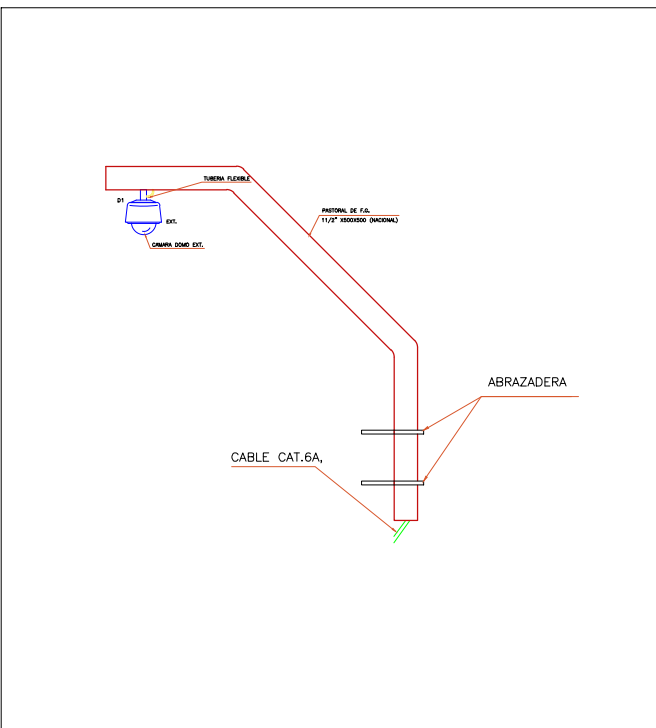 TUBERIA FLEXIBLE
D1
EXT.
CAMARA DOMO EXT.
PASTORAL DE F.G.
11/2" X500X500 (NACIONAL)
ABRAZADERA
CABLE CAT.6A,